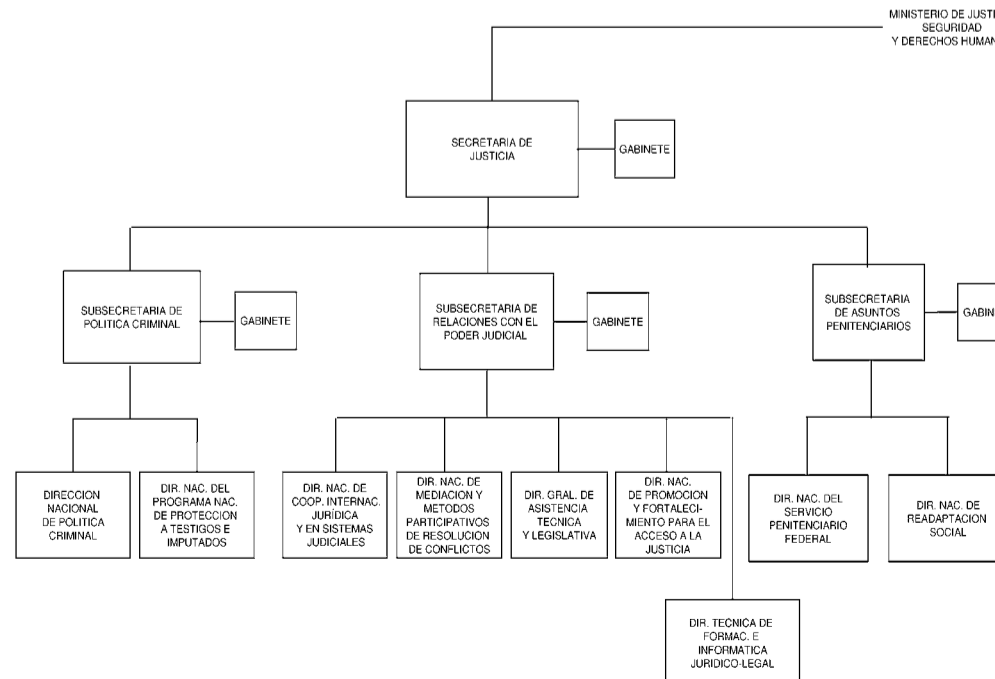 MINISTERIO DE
SEGURIDAD
Y DERECHOS
SECRETARIA DE
JUSTICIA
GABINETE
SUBSECRETARIA DE
POLITICA CRIMINAL
GABINETE
SUBSECRETARIA DE
RELACIONES CON EL
PODER JUDICIAL
GABINETE
SUBSECRETARIA
DE ASUNTOS
PENITENCIARIOS
DIRECCION
NACIONAL
DE POLITICA
CRIMINAL
DIR. NAC. DEL
PROGRAMA NAC.
DE PROTECCION
A TESTIGOS E
IMPUTADOS
DIR. NAC. DE
COOP. INTERNAC.
JURÍDICA
Y EN SISTEMAS
JUDICIALES
DIR. NAC. DE
MEDIACION Y
METODOS
PARTICIPATIVOS
DE RESOLUCION
DE CONFLICTOS
DIR. GRAL. DE
ASISTENCIA
TECNICA
Y LEGISLATIVA
DIR. NAC.
DE PROMOCION
Y FORTALECI-
MIENTO PARA EL
ACCESO A LA
JUSTICIA
DIR. NAC. DEL
SERVICIO
PENITENCIARIO
FEDERAL
DIR. NAC. DE
READAPTACION
SOCIAL
DIR. TECNICA DE
FORMAC. E
INFORMATICA
JURIDICO-LEGAL